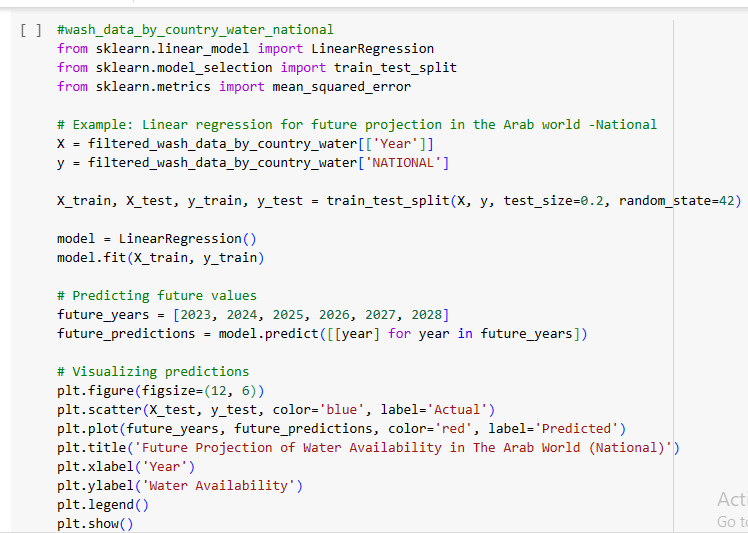 [ ] #wash_data_by_country_water_national
from sklearn.linear_model import LinearRegression
from sklearn.model_selection import train_test_split
from sklearn.metrics import mean_squared_error
# Example: Linear regression for future projection in the Arab world -National
X = filtered_wash_data_by_country_water[['Year']]
y = filtered_wash_data_by_country_water['NATIONAL']
X_train, X_test, y_train, y_test = train_test_split(X, y, test_size=0.2, random_state=42)
model = LinearRegression()
model.fit(X_train, y_train)
# Predicting future values
future_years = [2023, 2024, 2025, 2026, 2027, 2028]
future_predictions = model.predict([[year] for year in future_years])
# Visualizing predictions
plt.figure(figsize=(12, 6))
plt.scatter(X_test, y_test, color='blue', label='Actual')
plt.plot(future_years, future_predictions, color='red', label='Predicted')
plt.title('Future Projection of Water Availability in The Arab World (National)')
plt.xlabel('Year')
plt.ylabel('Water Availability')
plt.legend()
plt.show()
Acti
Go to